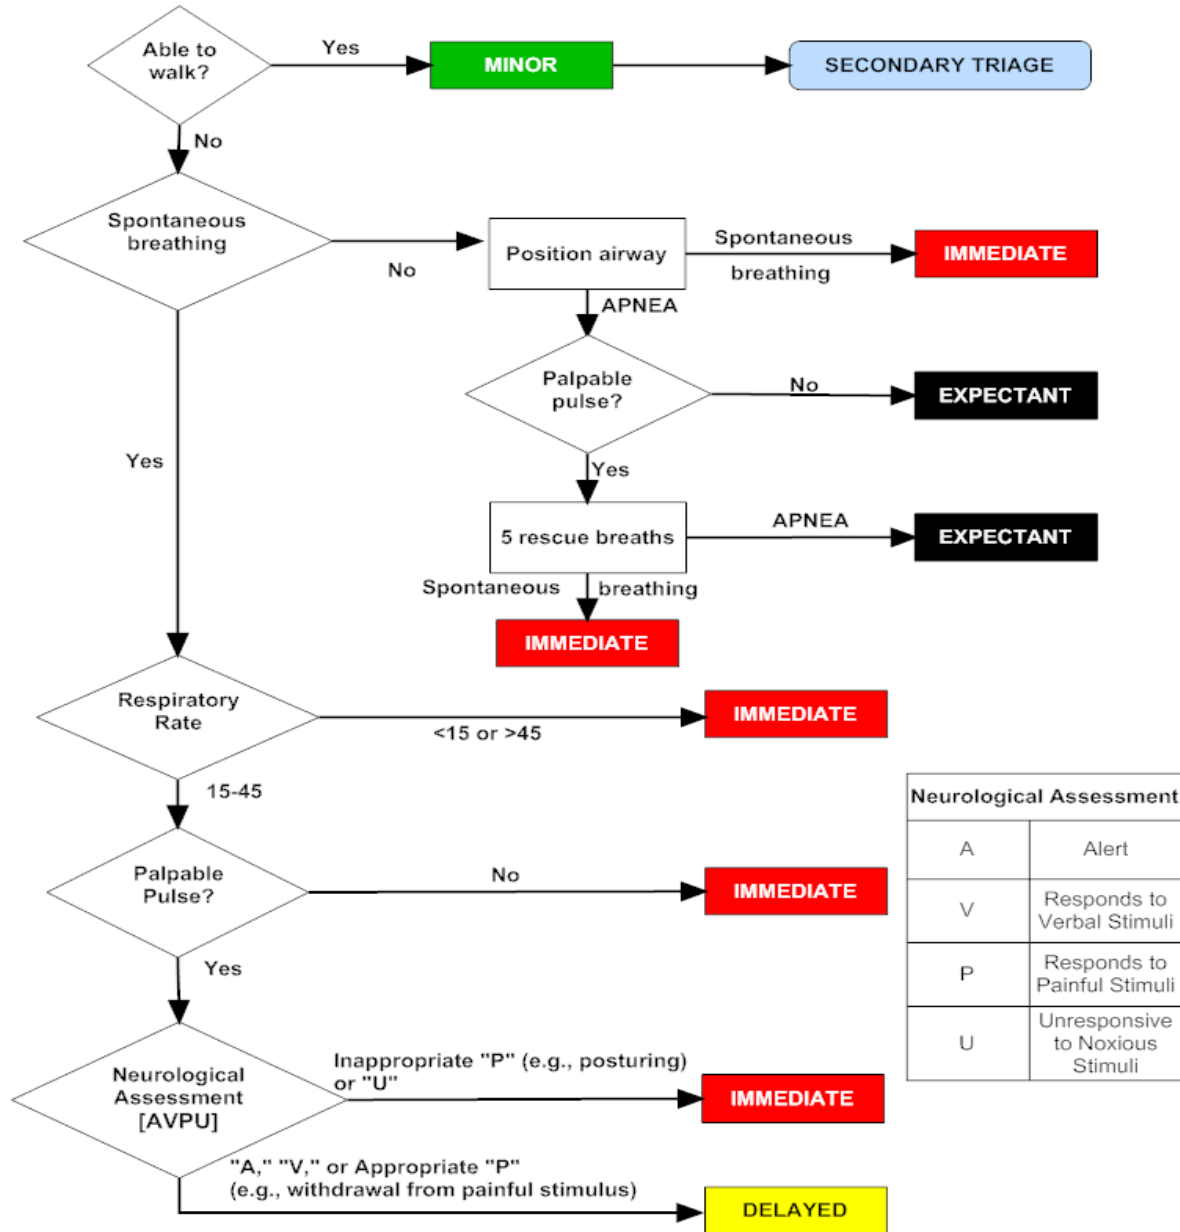 Able to
walk?
Yes
MINOR
SECONDARY TRIAGE
No
Spontaneous
breathing
No
Position airway
Spontaneous
breathing
IMMEDIATE
APNEA
Palpable
pulse?
No
EXPECTANT
Yes
Yes
5 rescue breaths
APNEA
EXPECTANT
Spontaneous breathing
IMMEDIATE
Respiratory
Rate
<15 or >45
IMMEDIATE
15-45
Palpable
Pulse?
No
IMMEDIATE
Yes
Neurological
Assessment
[AVPU]
Inappropriate "P" (e.g., posturing)
or "U"
IMMEDIATE
"A," "V," or Appropriate "P"
(e.g., withdrawal from painful stimulus)
DELAYED
Neurological Assessment
A Alert
V Responds to
Verbal Stimuli
P Responds to
Painful Stimuli
U Unresponsive
to Noxious
Stimuli